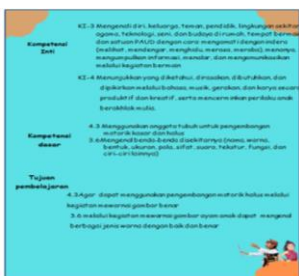 KI-3 Mengenali diri, keluarga, teman, pendidik, lingkungan sekitar,
agama, teknologi, seni, dan budaya di rumah, tempat bermain
dan satuan PAUD dengan cara: mengamati dengan indera
(melihat, mendengar, menghidu, merasa, meraba), menanya,
mengumpulkan informasi, menalar, dan mengomunikasikan
melalui kegiatan bermain
Kompetensi
Inti
KI-4 Menunjukkan yang diketahui, dirasakan, dibutuhkan, dan
dipikirkan melalui bahasa, musik, gerakan, dan karya secara
produktif dan kreatif, serta mencerminkan perilaku anak
berakhlak mulia.
Kompetensi
dasar
4.3 Menggunakan anggota tubuh untuk pengembangan
motorik kasar dan halus
3.6 Mengenal benda-benda disekitarnya (nama, warna,
bentuk, ukuran, pola, sifat, suara, tekstur, fungsi, dan
ciri-ciri lainnya)
Tujuan
pembelajaran
4.3 Agar dapat menggunakan pengembangan motorik halus melalui
kegiatan mewarnai gambar benar
3.6 melalui kegiatan mewarnai gambar ayam anak dapat mengenal
berbagai jenis warna dengan baik dan benar